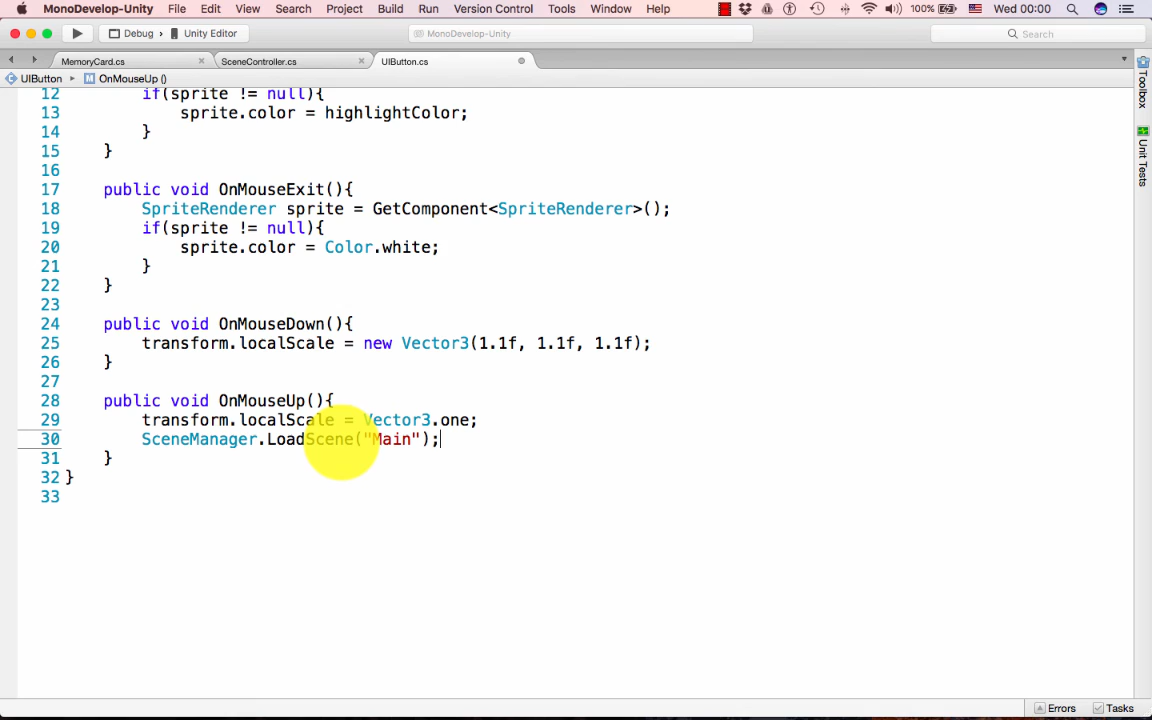 MonoDevelop-Unity File Edit View Search Project Build Run Version Control Tools Window Help 100% Wed 00:00
Debug › Unity Editor MonoDevelop-Unity Search
MemoryCard.cs × SceneController.cs × UIButton.cs
UIButton ▸ M OnMouseUp ()
12 if(sprite != null){
13 sprite.color = highlightColor;
14 }
15 }
16
17 public void OnMouseExit(){
18 SpriteRenderer sprite = GetComponent<SpriteRenderer>();
19 if(sprite != null){
20 sprite.color = Color.white;
21 }
22 }
23
24 public void OnMouseDown(){
25 transform.localScale = new Vector3(1.1f, 1.1f, 1.1f);
26 }
27
28 public void OnMouseUp(){
29 transform.localScale = Vector3.one;
30 SceneManager.LoadScene("Main");
31 }
32 }
33
Toolbox
Unit Tests
Errors Tasks